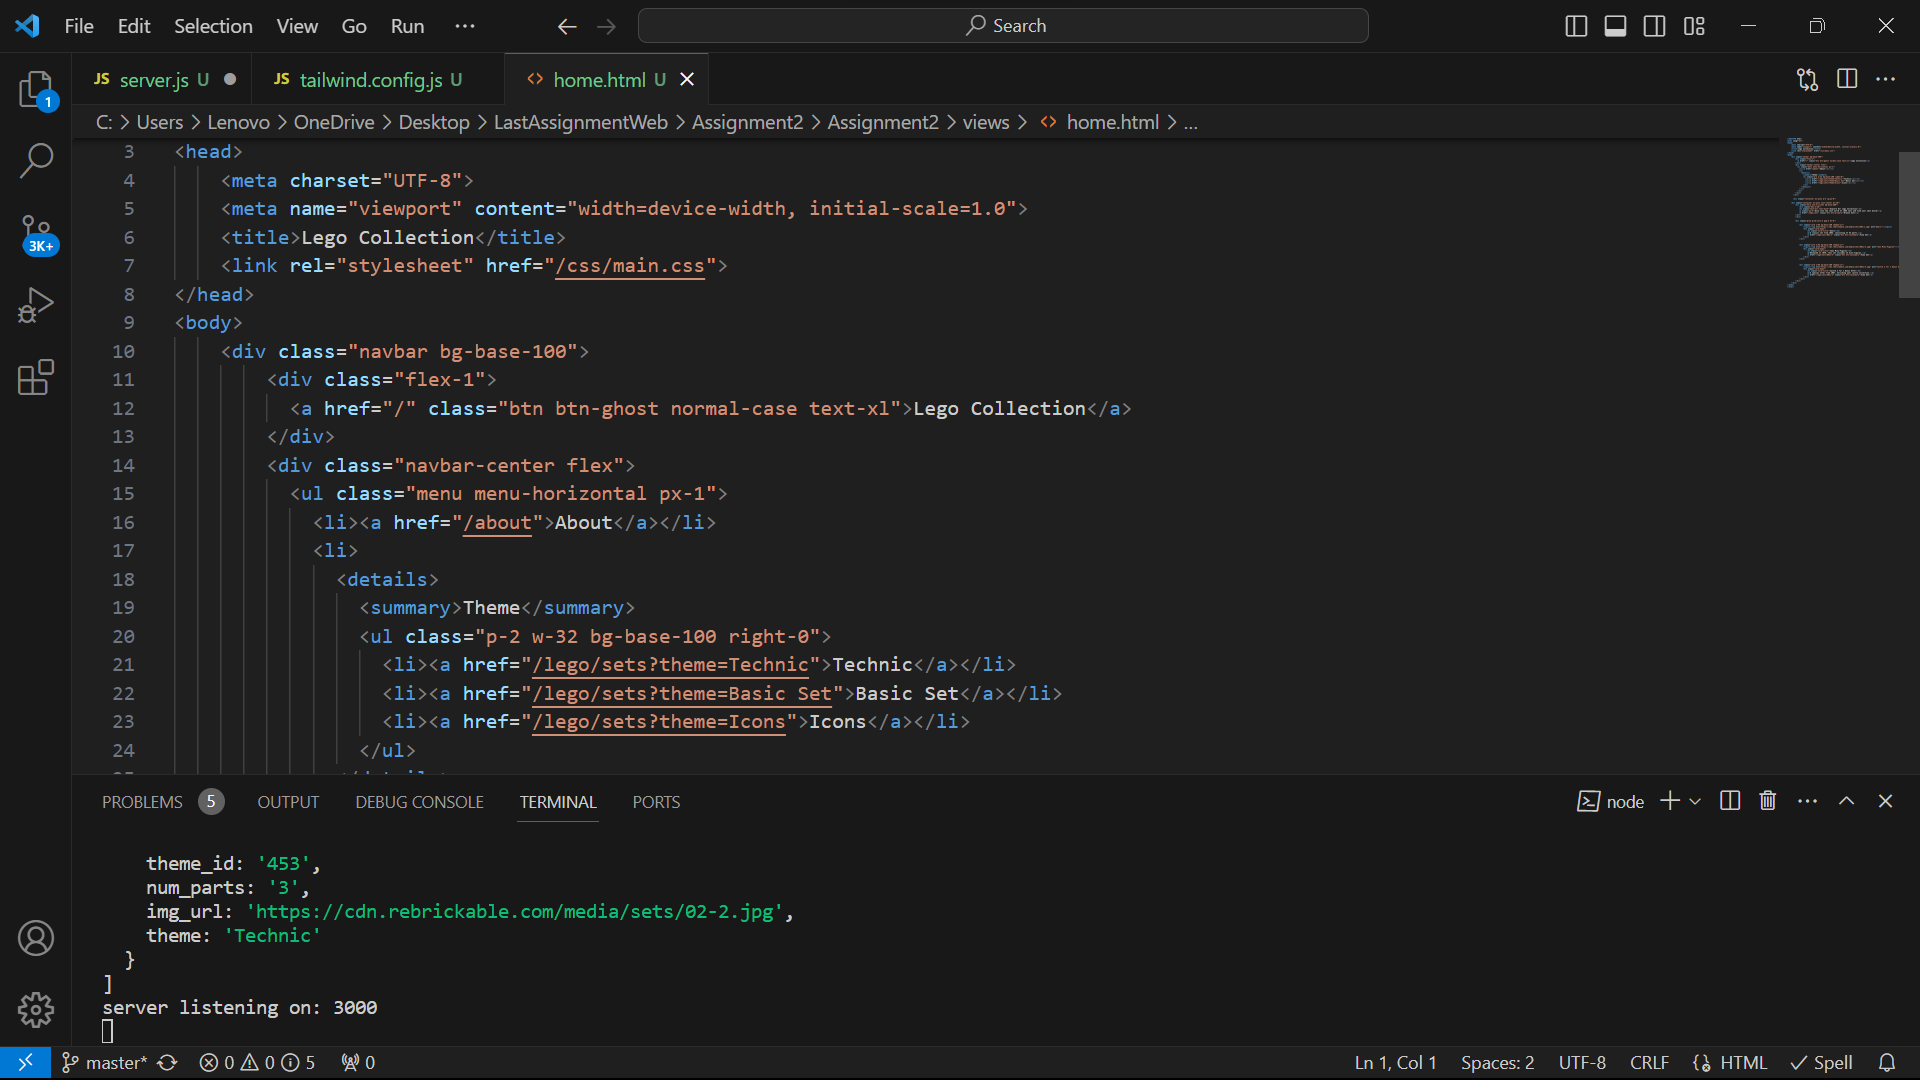 File Edit Selection View Go Run ··· Search
JS server.js U ● JS tailwind.config.js U <> home.html U ×
C: > Users > Lenovo > OneDrive > Desktop > LastAssignmentWeb > Assignment2 > Assignment2 > views > <> home.html > ...
1
3K+
3 <head>
4 <meta charset="UTF-8">
5 <meta name="viewport" content="width=device-width, initial-scale=1.0">
6 <title>Lego Collection</title>
7 <link rel="stylesheet" href="/css/main.css">
8 </head>
9 <body>
10 <div class="navbar bg-base-100">
11 <div class="flex-1">
12 <a href="/" class="btn btn-ghost normal-case text-xl">Lego Collection</a>
13 </div>
14 <div class="navbar-center flex">
15 <ul class="menu menu-horizontal px-1">
16 <li><a href="/about">About</a></li>
17 <li>
18 <details>
19 <summary>Theme</summary>
20 <ul class="p-2 w-32 bg-base-100 right-0">
21 <li><a href="/lego/sets?theme=Technic">Technic</a></li>
22 <li><a href="/lego/sets?theme=Basic Set">Basic Set</a></li>
23 <li><a href="/lego/sets?theme=Icons">Icons</a></li>
24 </ul>
PROBLEMS 5 OUTPUT DEBUG CONSOLE TERMINAL PORTS node
theme_id: '453',
num_parts: '3',
img_url: 'https://cdn.rebrickable.com/media/sets/02-2.jpg',
theme: 'Technic'
}
]
server listening on: 3000
master* 0 0 5 0 Ln 1, Col 1 Spaces: 2 UTF-8 CRLF HTML Spell